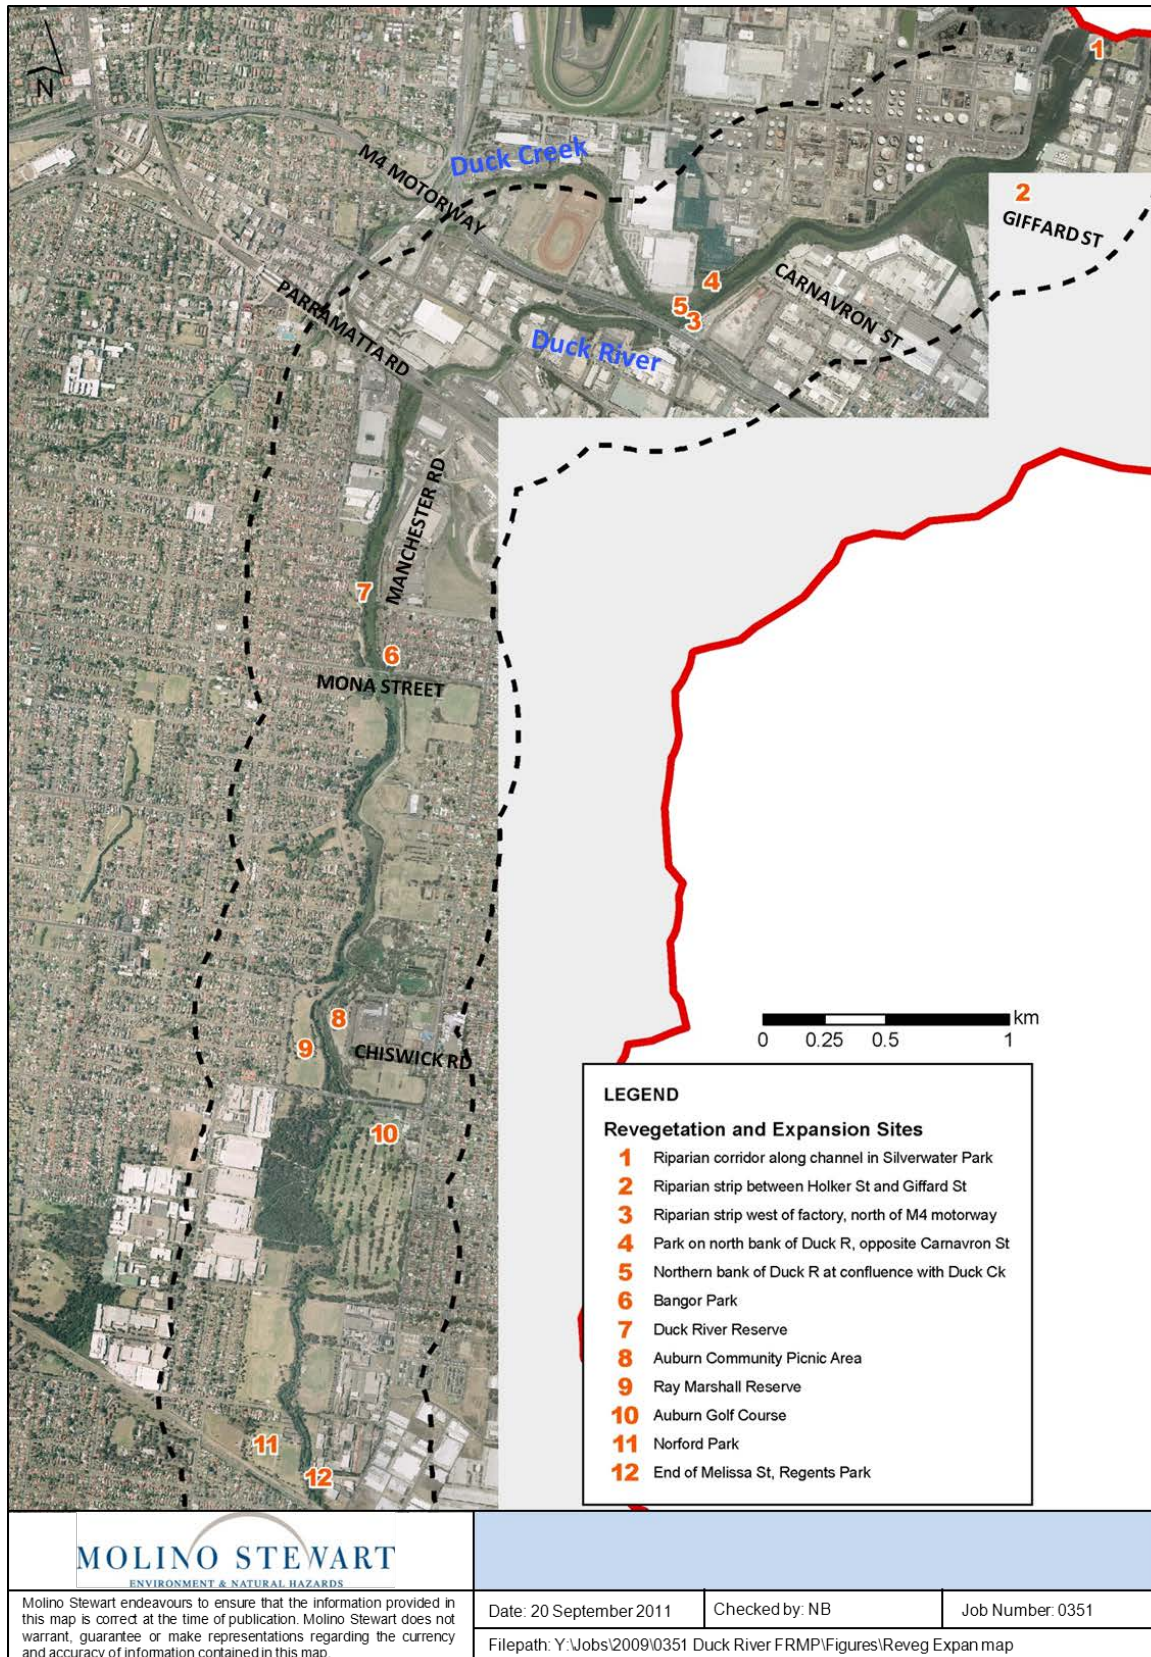 N
1
Duck Creek
M4 MOTORWAY
2
GIFFARD ST
4
5
3
CARNAVRON ST
PARRAMATTA RD
Duck River
MANCHESTER RD
7
6
MONA STREET
8
9
CHISWICK RD
10
11
12
km
0 0.25 0.5 1
LEGEND
Revegetation and Expansion Sites
1 Riparian corridor along channel in Silverwater Park
2 Riparian strip between Holker St and Giffard St
3 Riparian strip west of factory, north of M4 motorway
4 Park on north bank of Duck R, opposite Carnavron St
5 Northern bank of Duck R at confluence with Duck Ck
6 Bangor Park
7 Duck River Reserve
8 Auburn Community Picnic Area
9 Ray Marshall Reserve
10 Auburn Golf Course
11 Norford Park
12 End of Melissa St, Regents Park
MOLINO STEWART
ENVIRONMENT & NATURAL HAZARDS
Molino Stewart endeavours to ensure that the information provided in
this map is correct at the time of publication. Molino Stewart does not
warrant, guarantee or make representations regarding the currency
and accuracy of information contained in this map.
Date: 20 September 2011
Checked by: NB
Job Number: 0351
Filepath: Y:\Jobs\2009\0351 Duck River FRMP\Figures\Reveg Expan map